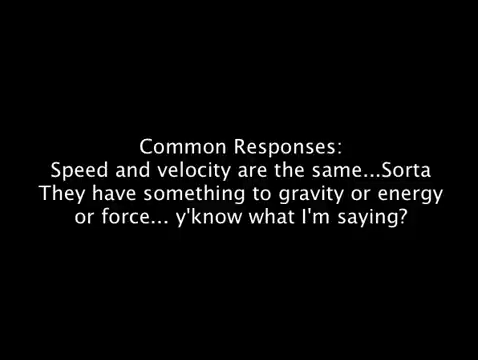 Common Responses:
Speed and velocity are the same...Sorta
They have something to gravity or energy
or force... y'know what I'm saying?